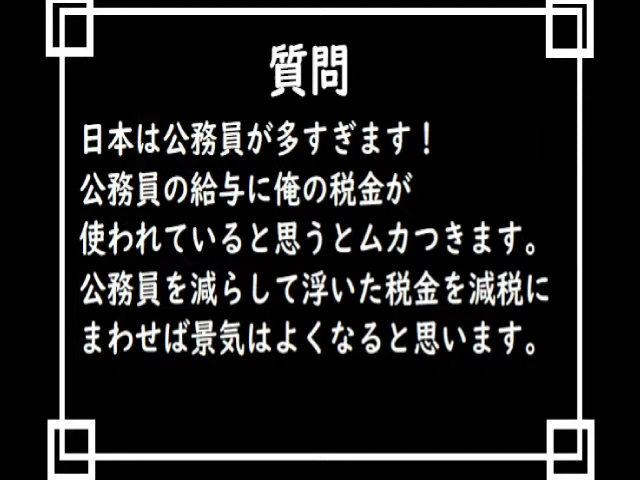 質問
日本は公務員が多すぎます！
公務員の給与に俺の税金が
使われていると思うとムカつきます。
公務員を減らして浮いた税金を減税に
まわせば景気はよくなると思います。